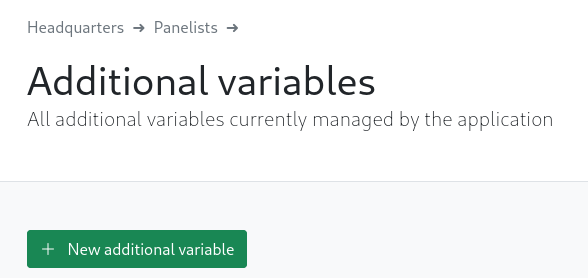 Headquarters → Panelists →
Additional variables
All additional variables currently managed by the application
+ New additional variable